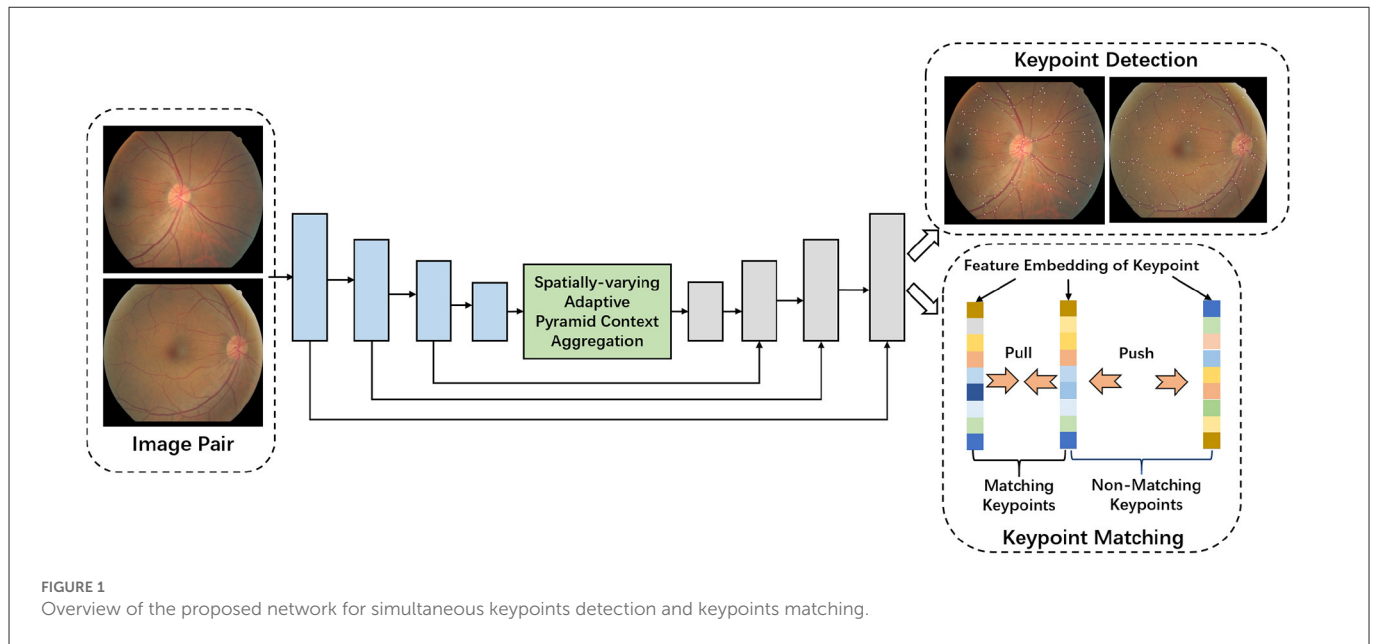 Image Pair
Spatially-varying
Adaptive
Pyramid Context
Aggregation
Keypoint Detection
Feature Embedding of Keypoint
Pull
Push
Matching
Keypoints
Non-Matching
Keypoints
Keypoint Matching
FIGURE 1
Overview of the proposed network for simultaneous keypoints detection and keypoints matching.